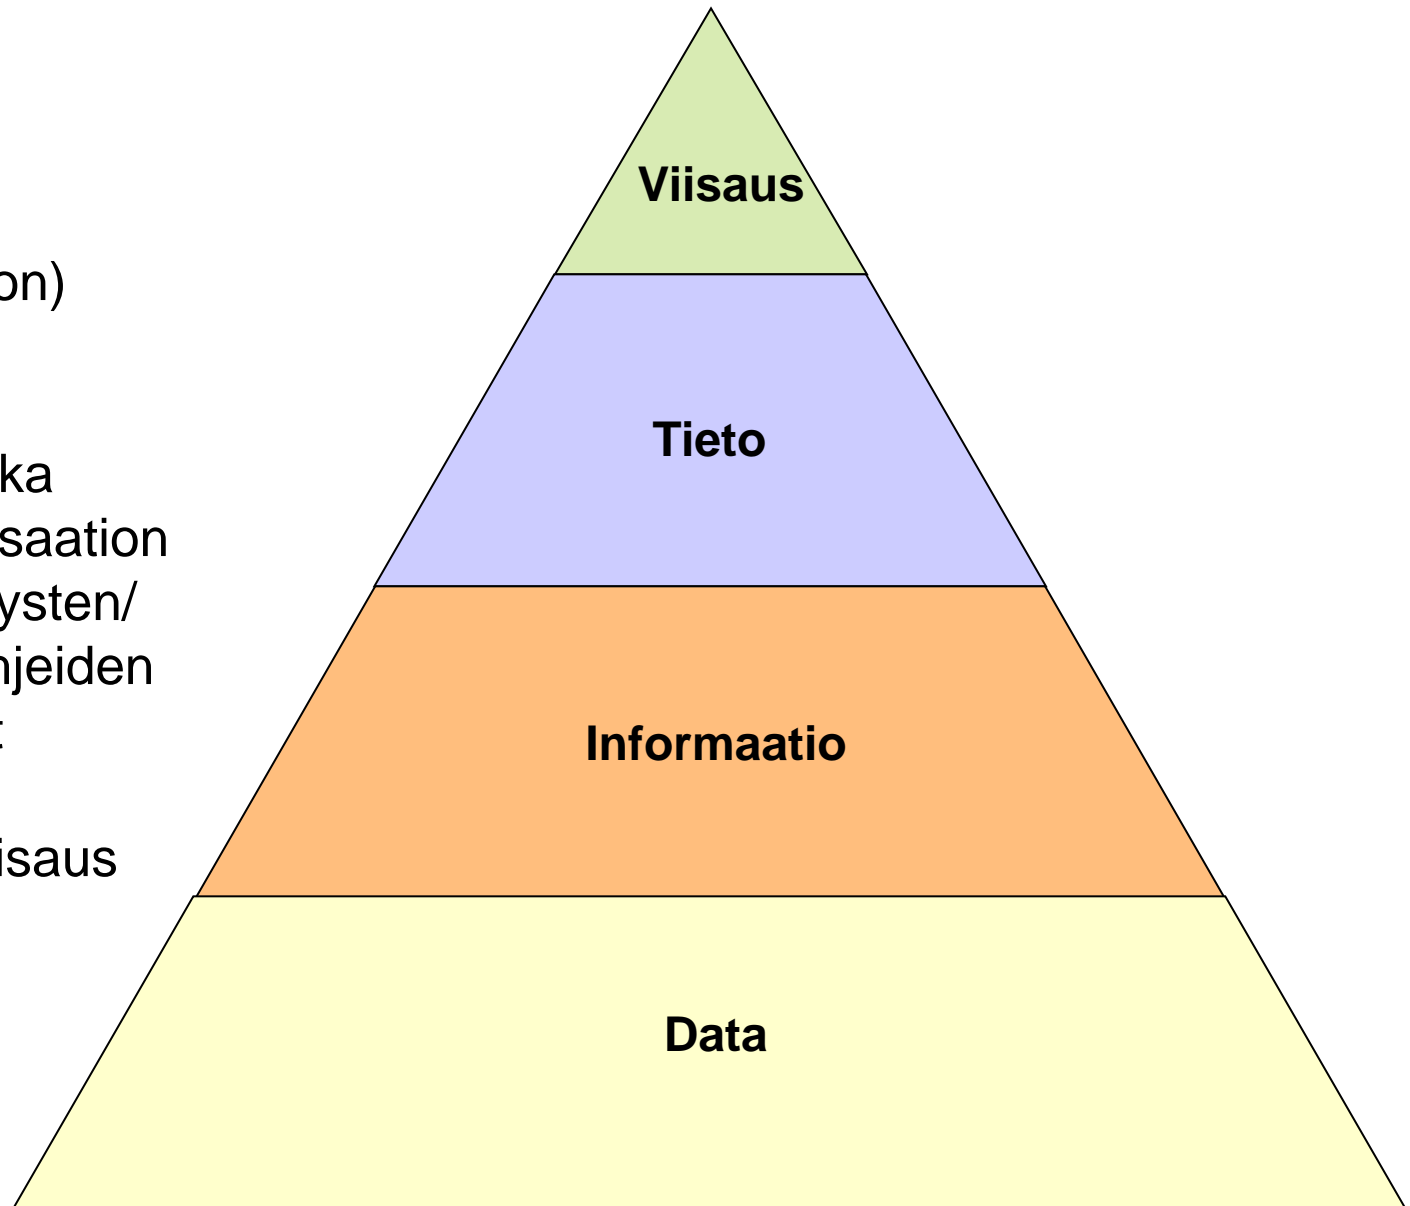 on)
ka
saation
ysten/
njeiden
isaus
Viisaus
Tieto
Informaatio
Data